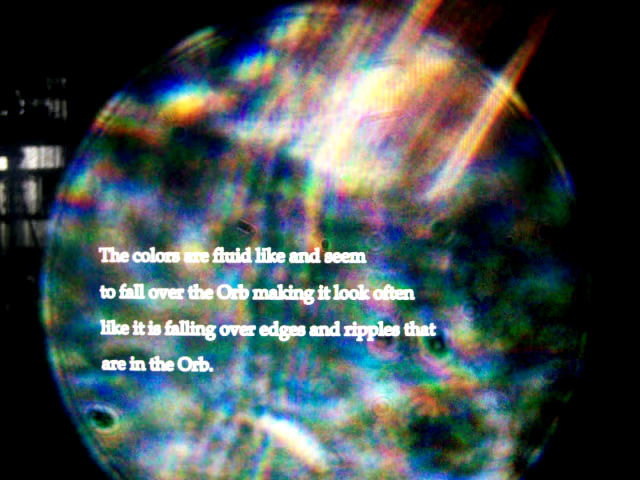 The colors are fluid like and seem
to fall over the Orb making it look often
like it is falling over edges and ripples that
are in the Orb.